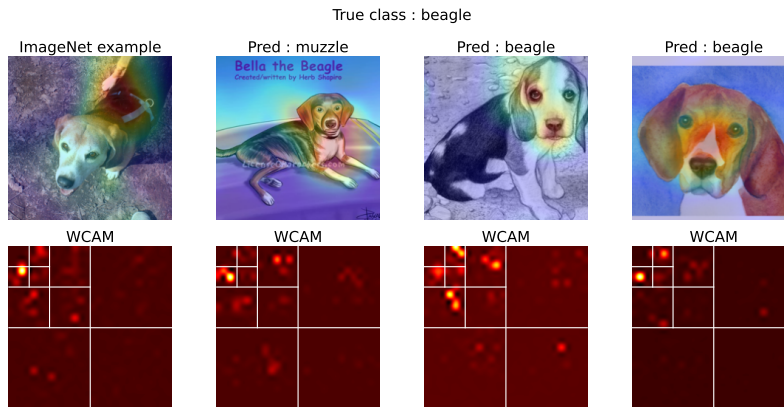 True class : beagle
ImageNet example
Pred : muzzle
Pred : beagle
Pred : beagle
Bella the Beagle
Created/written by Herb Shapiro
WCAM
WCAM
WCAM
WCAM